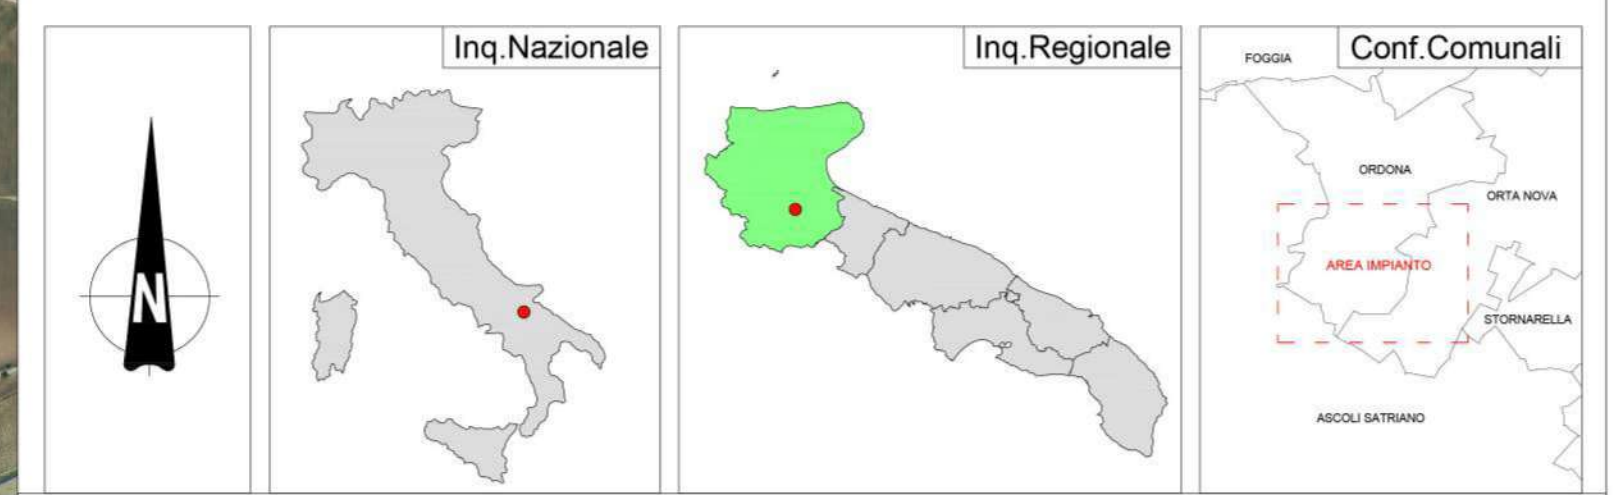 Inq.Nazionale
Inq.Regionale
Conf.Comunali
N
FOGGIA
ORDONA
ORTA NOVA
AREA IMPIANTO
STORNARELLA
ASCOLI SATRIANO